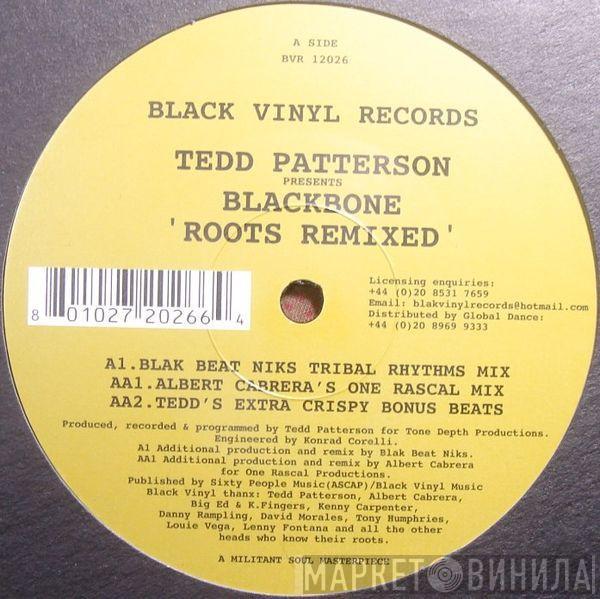 A SIDE
BVR 12026
BLACK VINYL RECORDS
TEDD PATTERSON
PRESENTS
BLACKBONE
'ROOTS REMIXED'
Licensing enquiries:
+44 (0)20 8531 7659
Email: blakvinylrecords@hotmail.com
Distributed by Global Dance:
+44 (0)20 8969 9333
8 01027 20266 4
A1.BLAK BEAT NIKS TRIBAL RHYTHMS MIX
AA1.ALBERT CABRERA'S ONE RASCAL MIX
AA2.TEDD'S EXTRA CRISPY BONUS BEATS
Produced, recorded & programmed by Tedd Patterson for Tone Depth Productions.
Engineered by Konrad Corelli.
A1 Additional production and remix by Blak Beat Niks.
AA1 Additional production and remix by Albert Cabrera
for One Rascal Productions.
Published by Sixty People Music(ASCAP)/Black Vinyl Music
Black Vinyl thanx: Tedd Patterson, Albert Cabrera,
Big Ed & K.Fingers, Kenny Carpenter,
Danny Rampling, David Morales, Tony Humphries,
Louie Vega, Lenny Fontana and all the other
heads who know their roots.
A MILITANT SOUL MASTERPIECE
МАРКЕТ ВИНИЛА